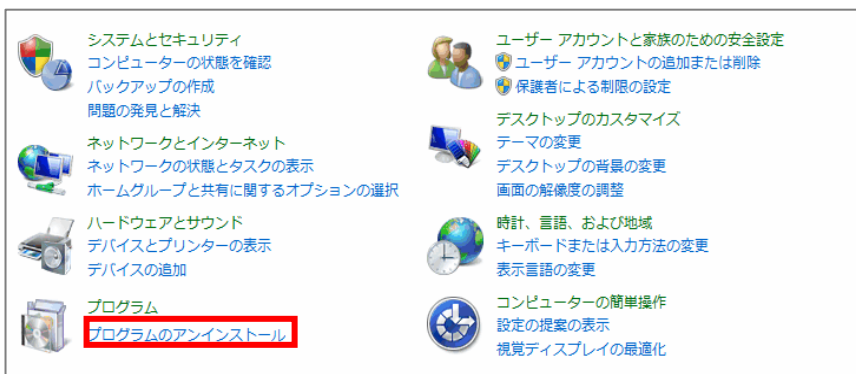 システムとセキュリティ
コンピューターの状態を確認
バックアップの作成
問題の発見と解決
ネットワークとインターネット
ネットワークの状態とタスクの表示
ホームグループと共有に関するオプションの選択
ハードウェアとサウンド
デバイスとプリンターの表示
デバイスの追加
プログラム
プログラムのアンインストール
ユーザー アカウントと家族のための安全設定
ユーザー アカウントの追加または削除
保護者による制限の設定
デスクトップのカスタマイズ
テーマの変更
デスクトップの背景の変更
画面の解像度の調整
時計、言語、および地域
キーボードまたは入力方法の変更
表示言語の変更
コンピューターの簡単操作
設定の提案の表示
視覚ディスプレイの最適化